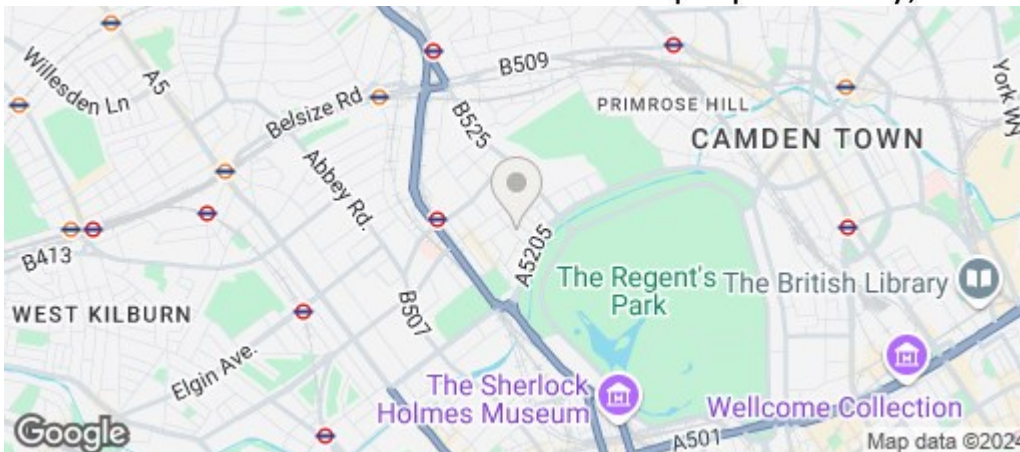 Willesden Ln
A5
B509
Belsize Rd
B525
PRIMROSE HILL
York Wy
CAMDEN TOWN
Abbey Rd.
A5205
B413
The Regent's
Park
The British Library
WEST KILBURN
B507
Elgin Ave.
The Sherlock
Holmes Museum
Wellcome Collection
A501
Google
Map data ©2024